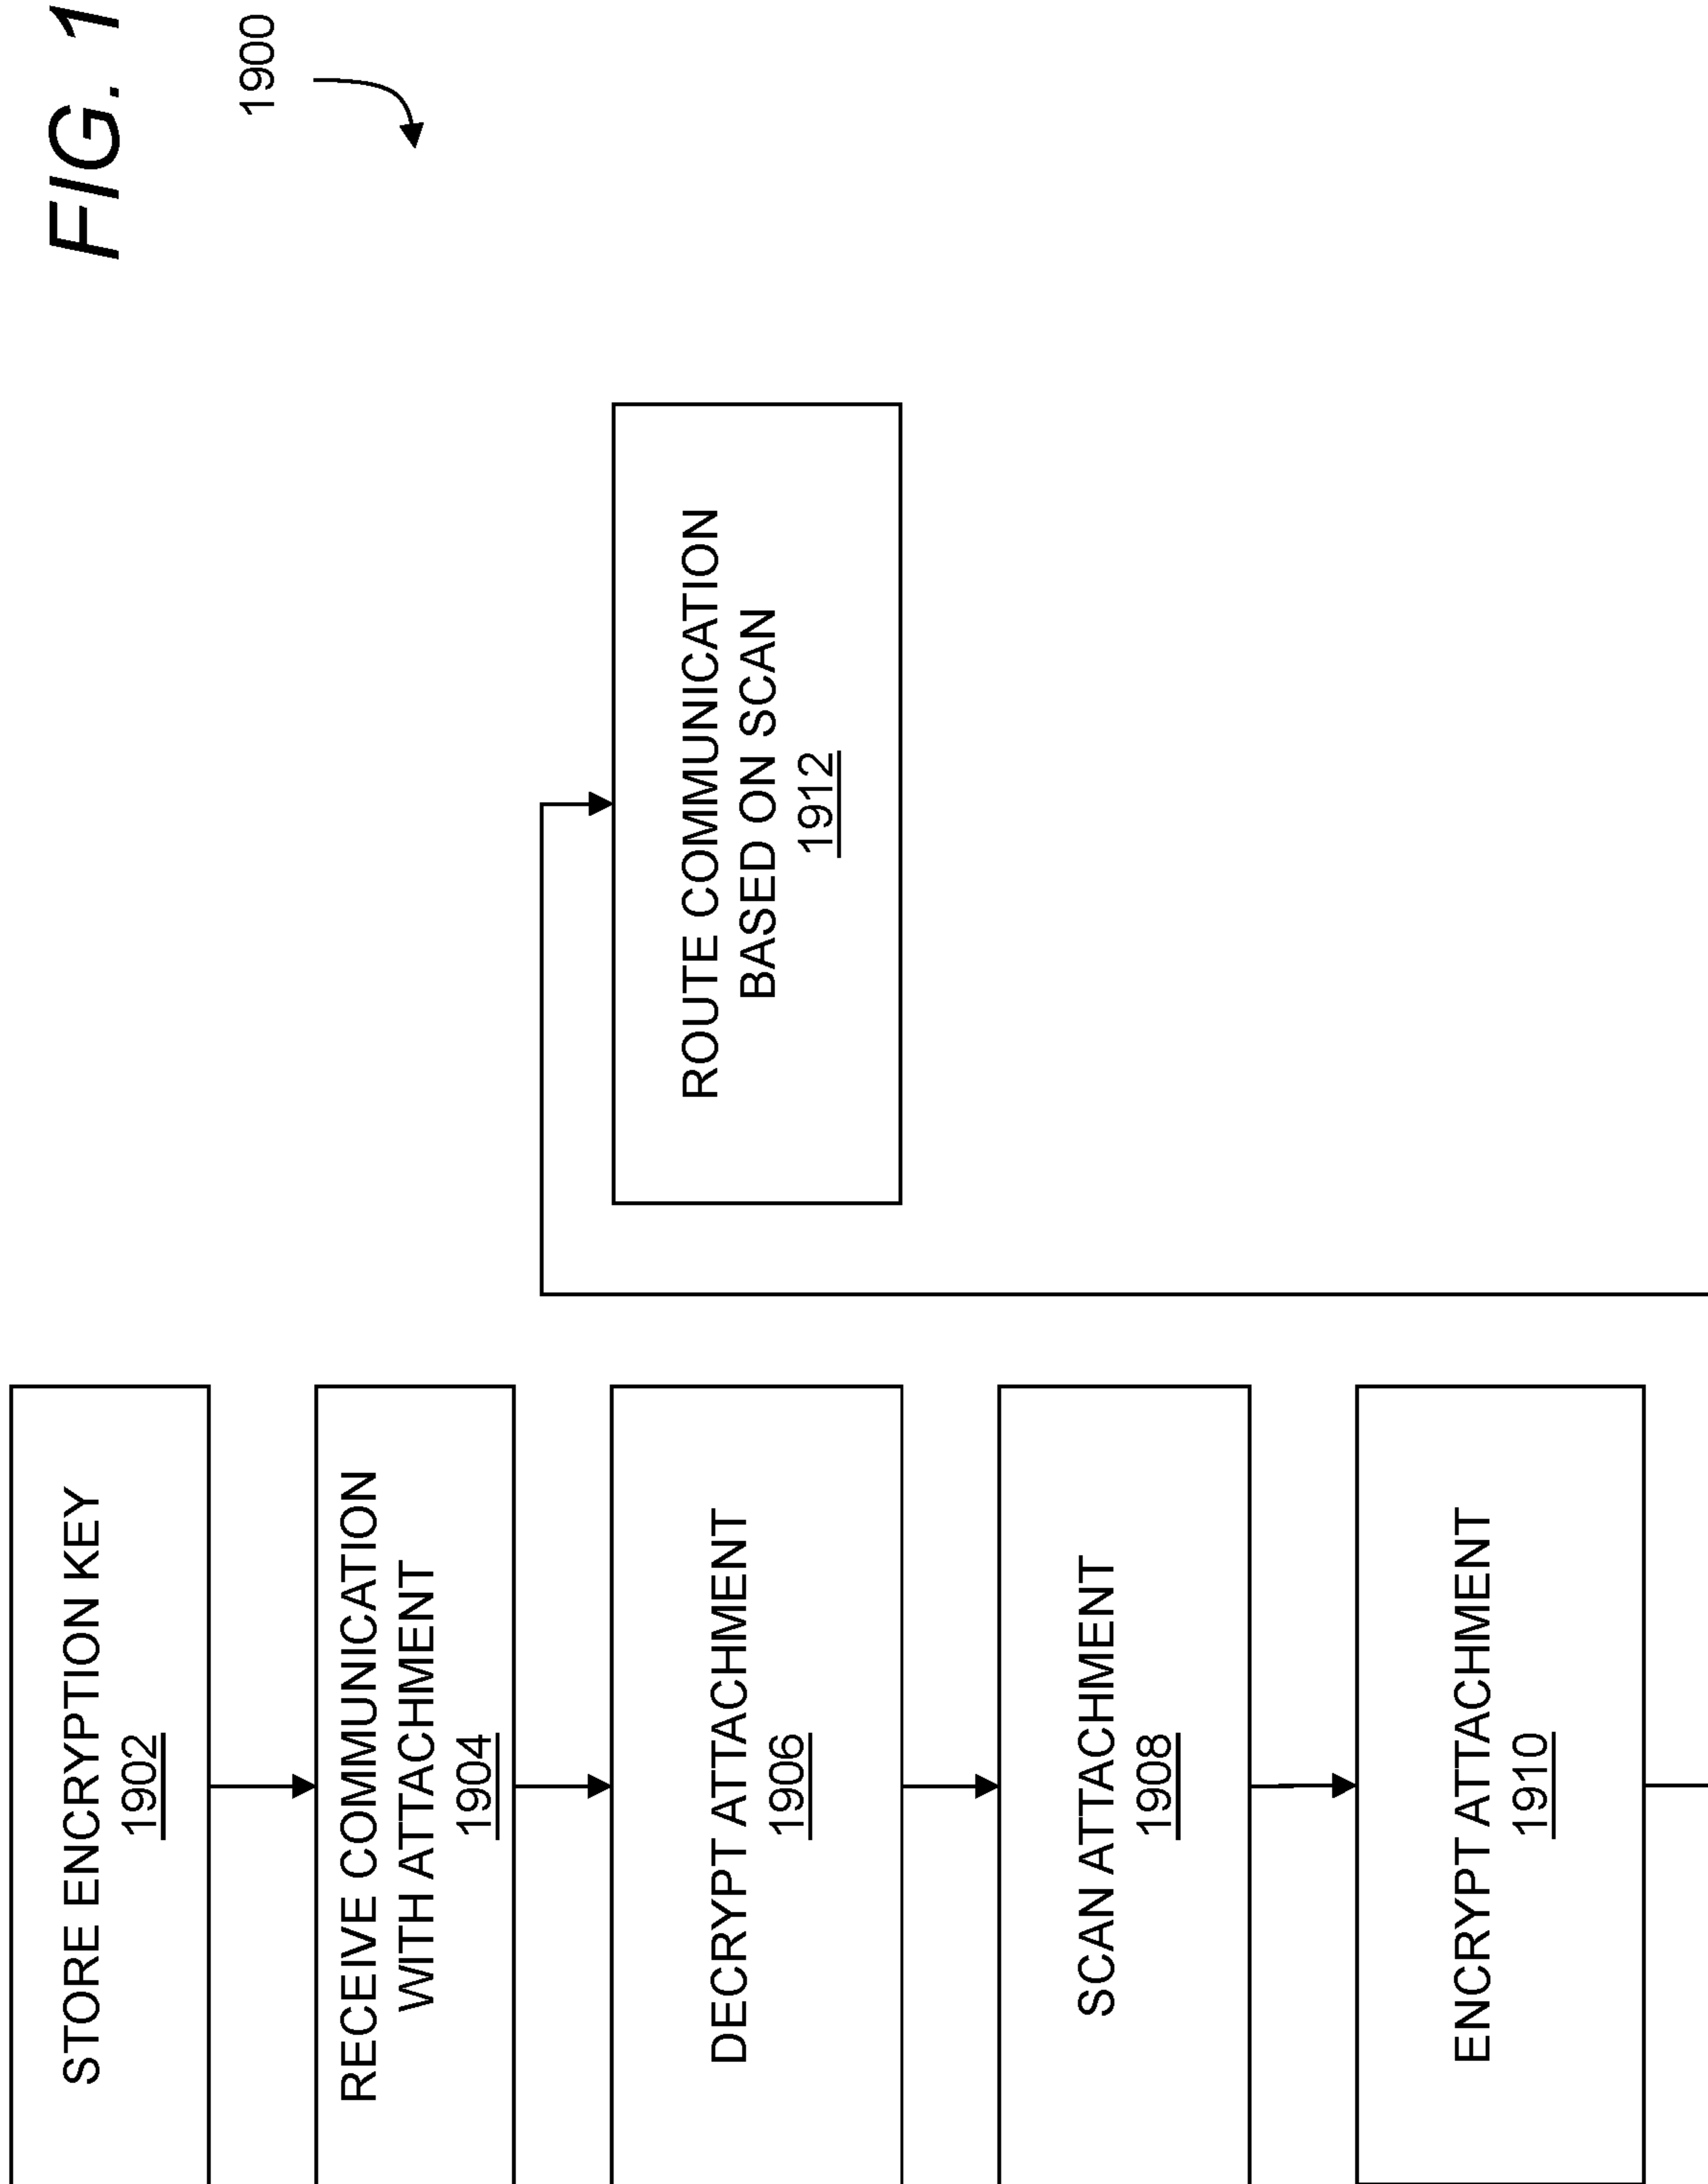 FIG. 1
1900
STORE ENCRYPTION KEY
1902
RECEIVE COMMUNICATION
WITH ATTACHMENT
1904
DECRYPT ATTACHMENT
1906
SCAN ATTACHMENT
1908
ENCRYPT ATTACHMENT
1910
ROUTE COMMUNICATION
BASED ON SCAN
1912